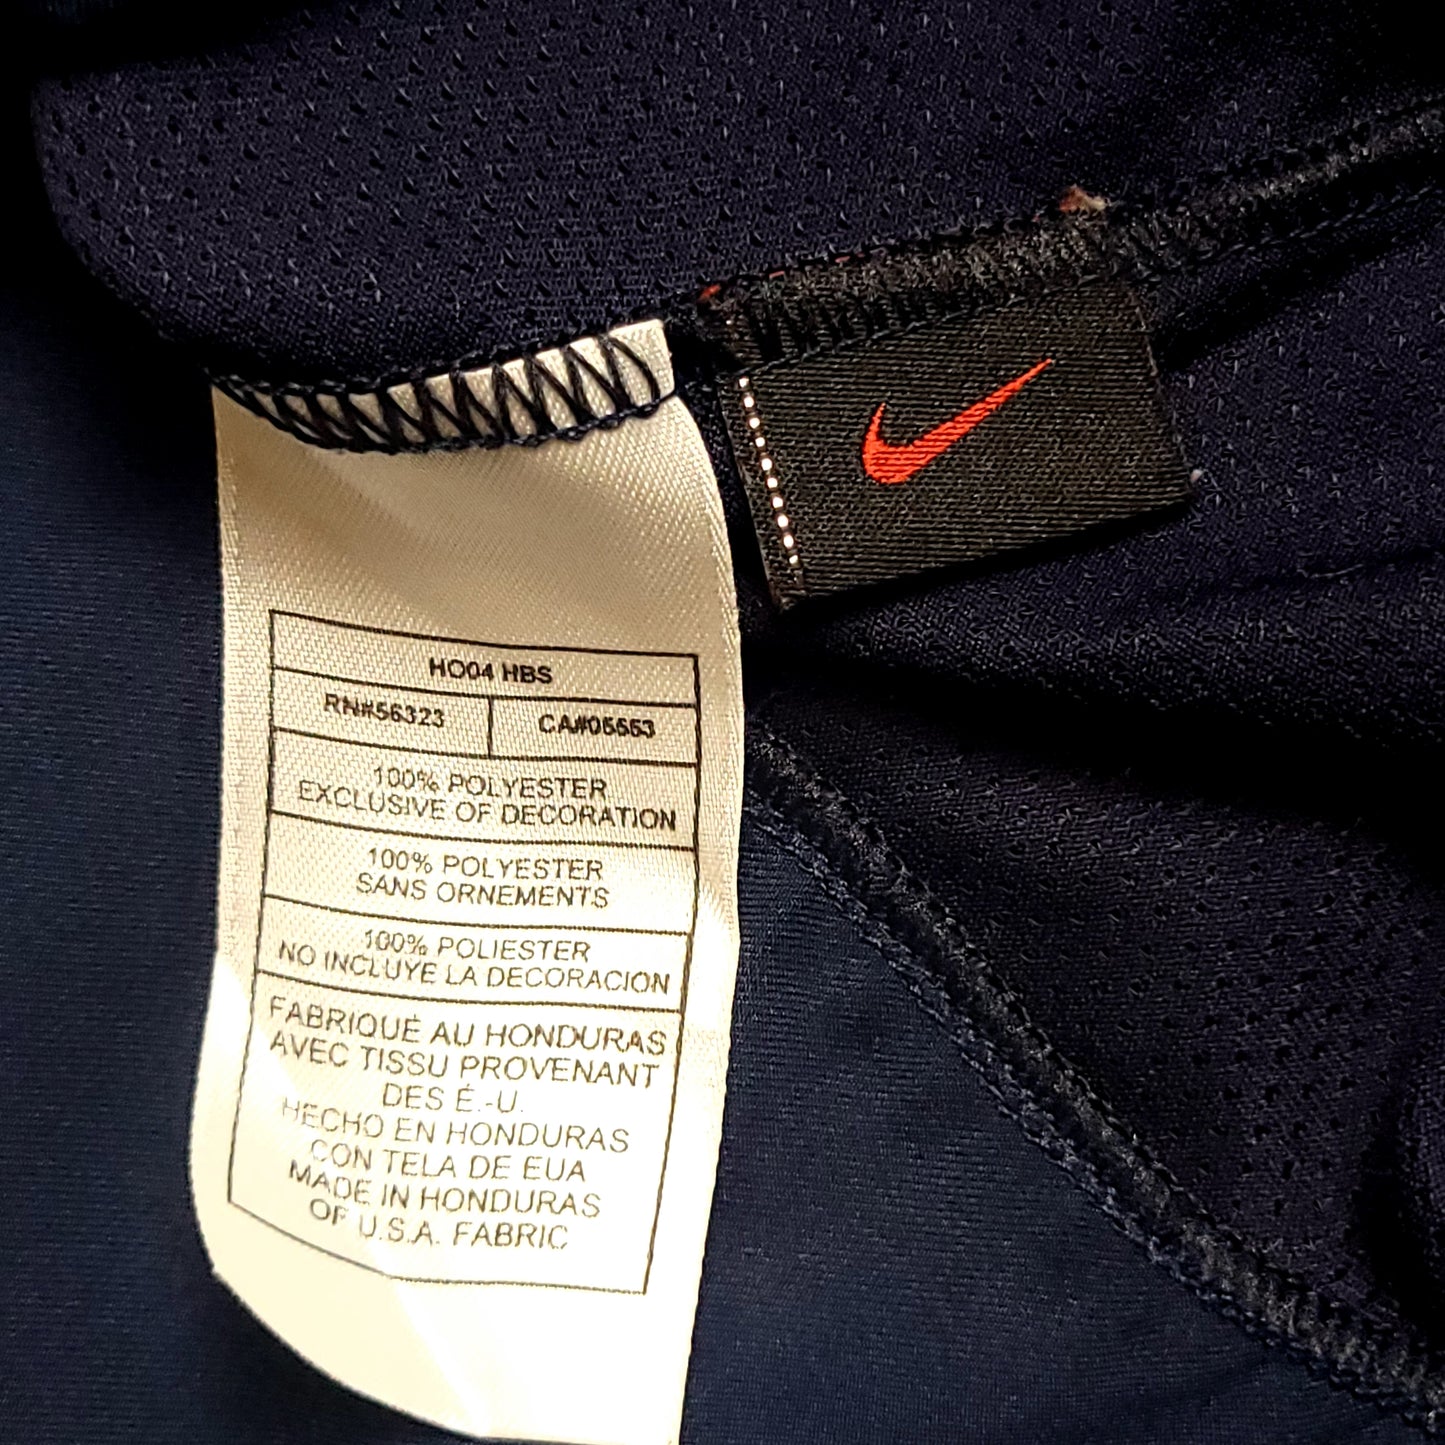 HO04 HBS
RN#56323 CA#05553
100% POLYESTER
EXCLUSIVE OF DECORATION
100% POLYESTER
SANS ORNEMENTS
100% POLIESTER
NO INCLUYE LA DECORACION
FABRIQUÉ AU HONDURAS
AVEC TISSU PROVENANT
DES É.-U.
HECHO EN HONDURAS
CON TELA DE EUA
MADE IN HONDURAS
OF U.S.A. FABRIC